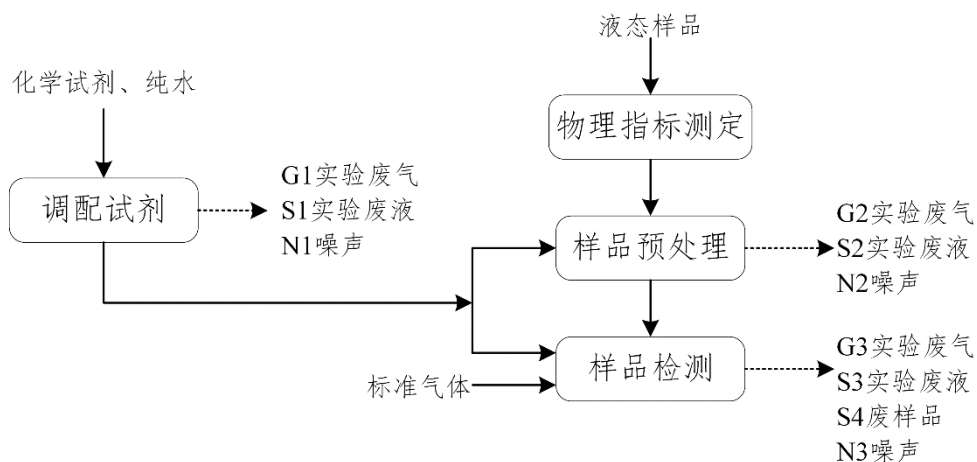 液态样品
化学试剂、纯水
物理指标测定
调配试剂
G1实验废气
S1实验废液
N1噪声
样品预处理
G2实验废气
S2实验废液
N2噪声
样品检测
标准气体
G3实验废气
S3实验废液
S4废样品
N3噪声